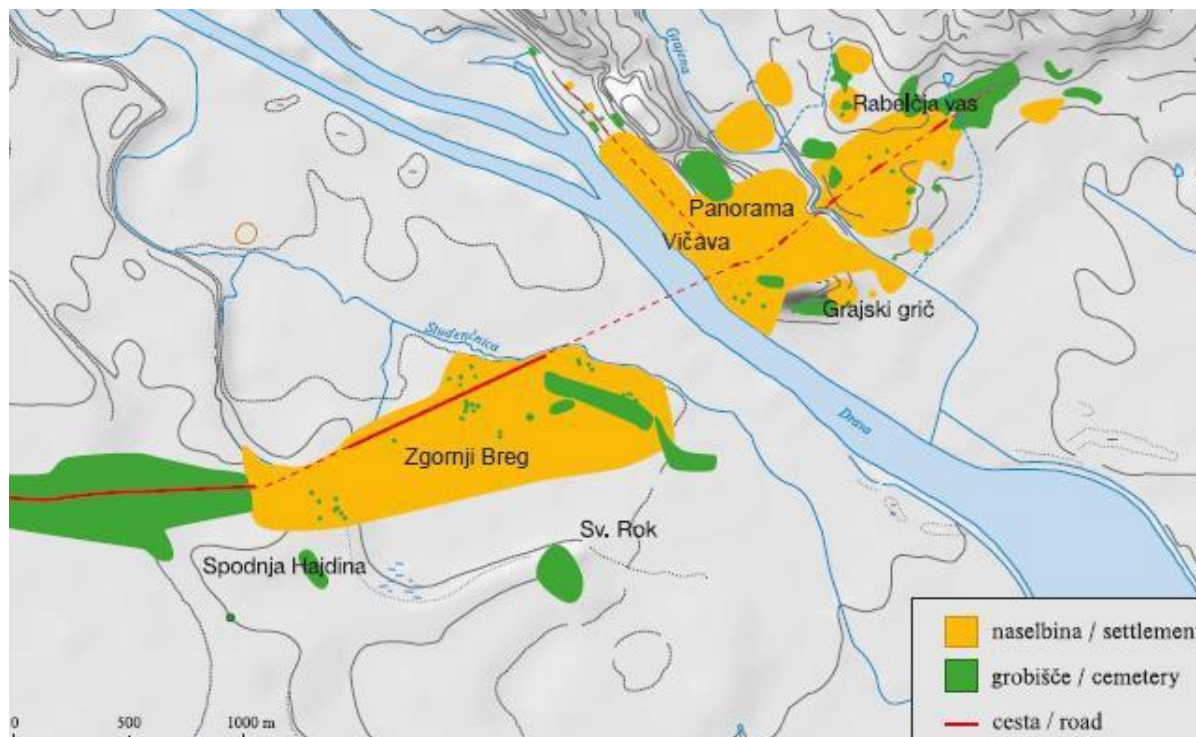 Grajena
Rabelčja vas
Panorama
Vičava
Grajski grič
Studenčnica
Drava
Zgornji Breg
Sv. Rok
Spodnja Hajdina
naselbina / settlemen
grobišče / cemetery
cesta / road
0 500 1000 m